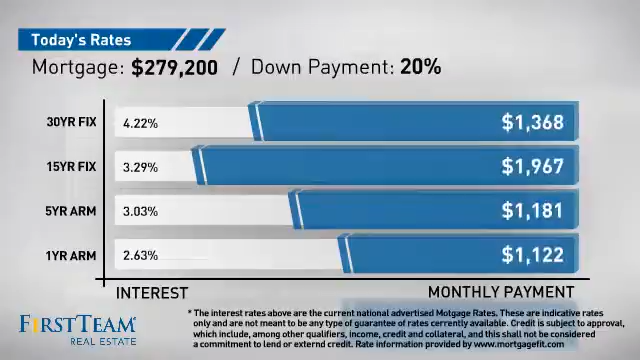 Today's Rates
Mortgage: $279,200 / Down Payment: 20%
30YR FIX 4.22% $1,368
15YR FIX 3.29% $1,967
5YR ARM 3.03% $1,181
1YR ARM 2.63% $1,122
INTEREST MONTHLY PAYMENT
FIRSTTEAM®
REAL ESTATE
* The interest rates above are the current national advertised Motgage Rates. These are indicative rates
only and are not meant to be any type of guarantee of rates cerrently available. Credit is subject to approval,
which include, among other qualifiers, income, credit and collateral, and this shall not be considered
a commitment to lend or externd credit. Rate information provided by www.mortgagefit.com